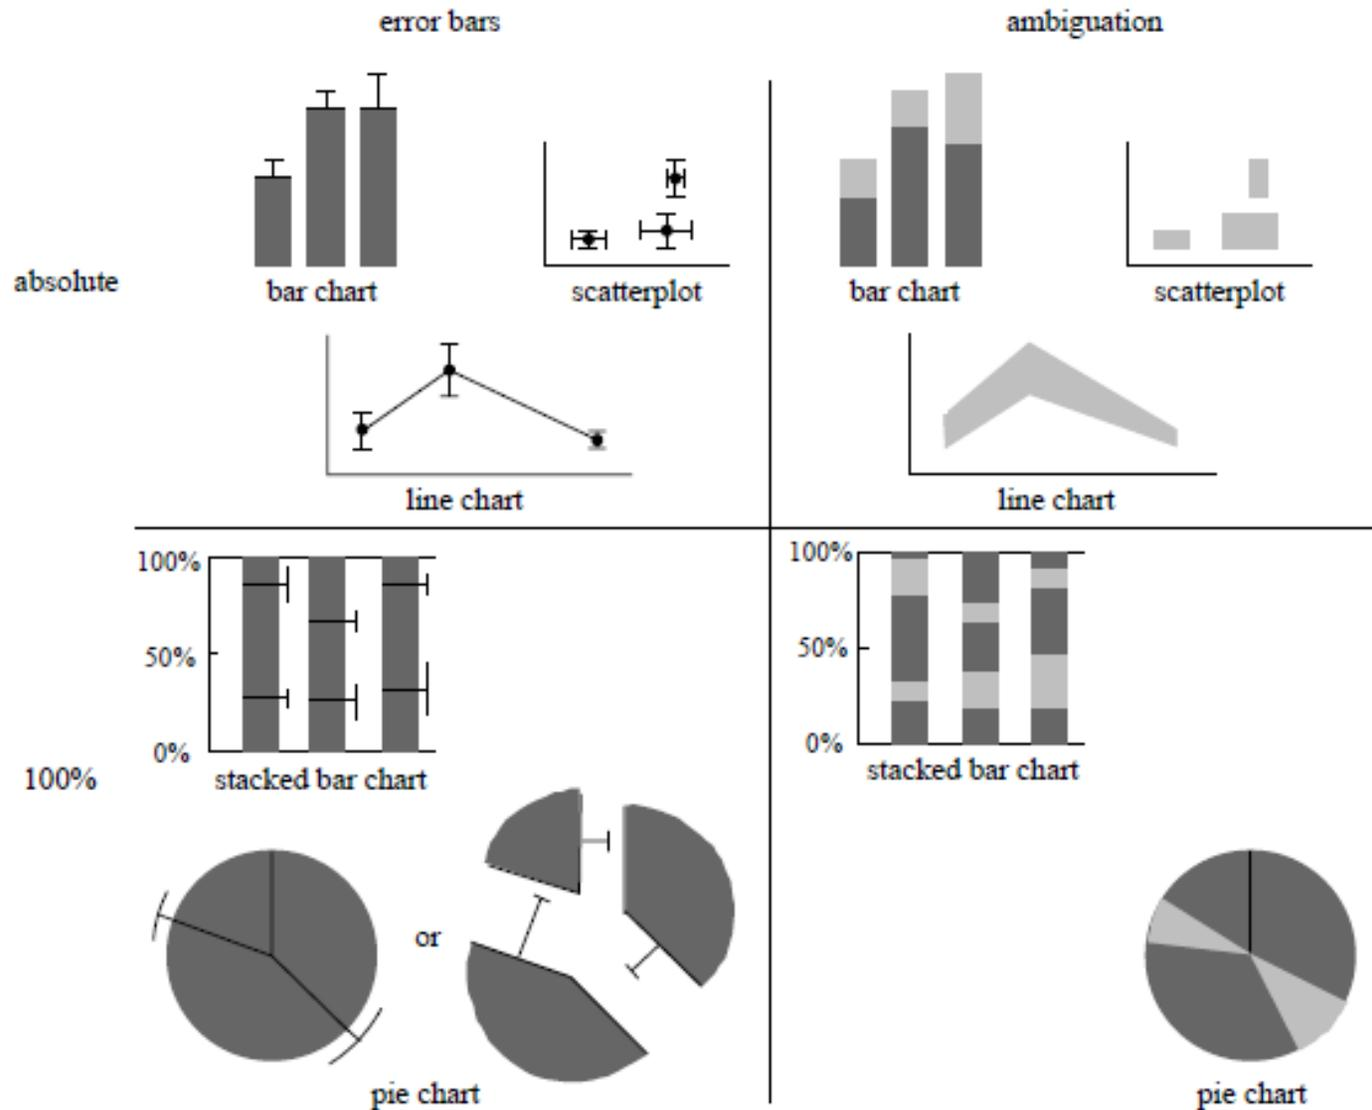 error bars
ambiguation
absolute
bar chart
scatterplot
bar chart
scatterplot
line chart
line chart
100%
50%
0%
stacked bar chart
100%
50%
0%
stacked bar chart
100%
or
pie chart
pie chart